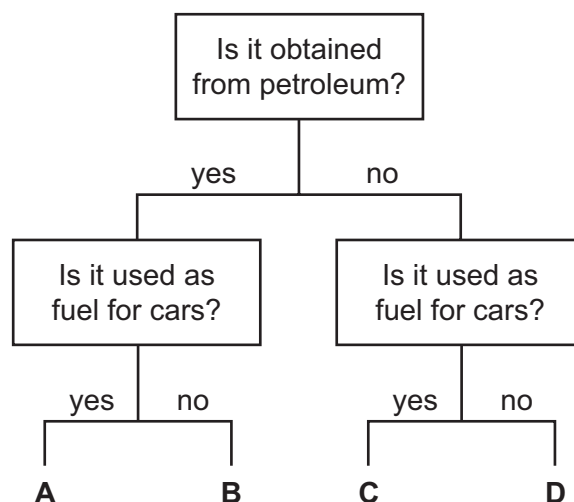 Is it obtained
from petroleum?
yes no
Is it used as
fuel for cars?
Is it used as
fuel for cars?
yes no
yes no
A B C D